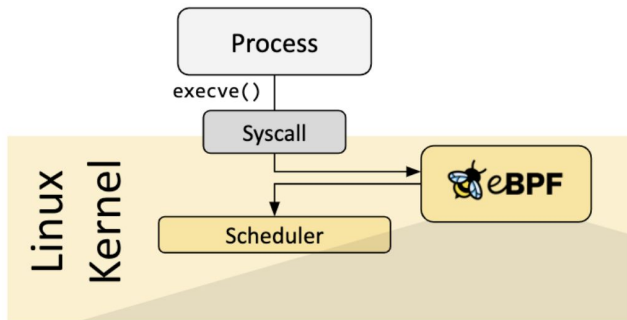 Process
execve()
Syscall
Linux
Kernel
eBPF
Scheduler